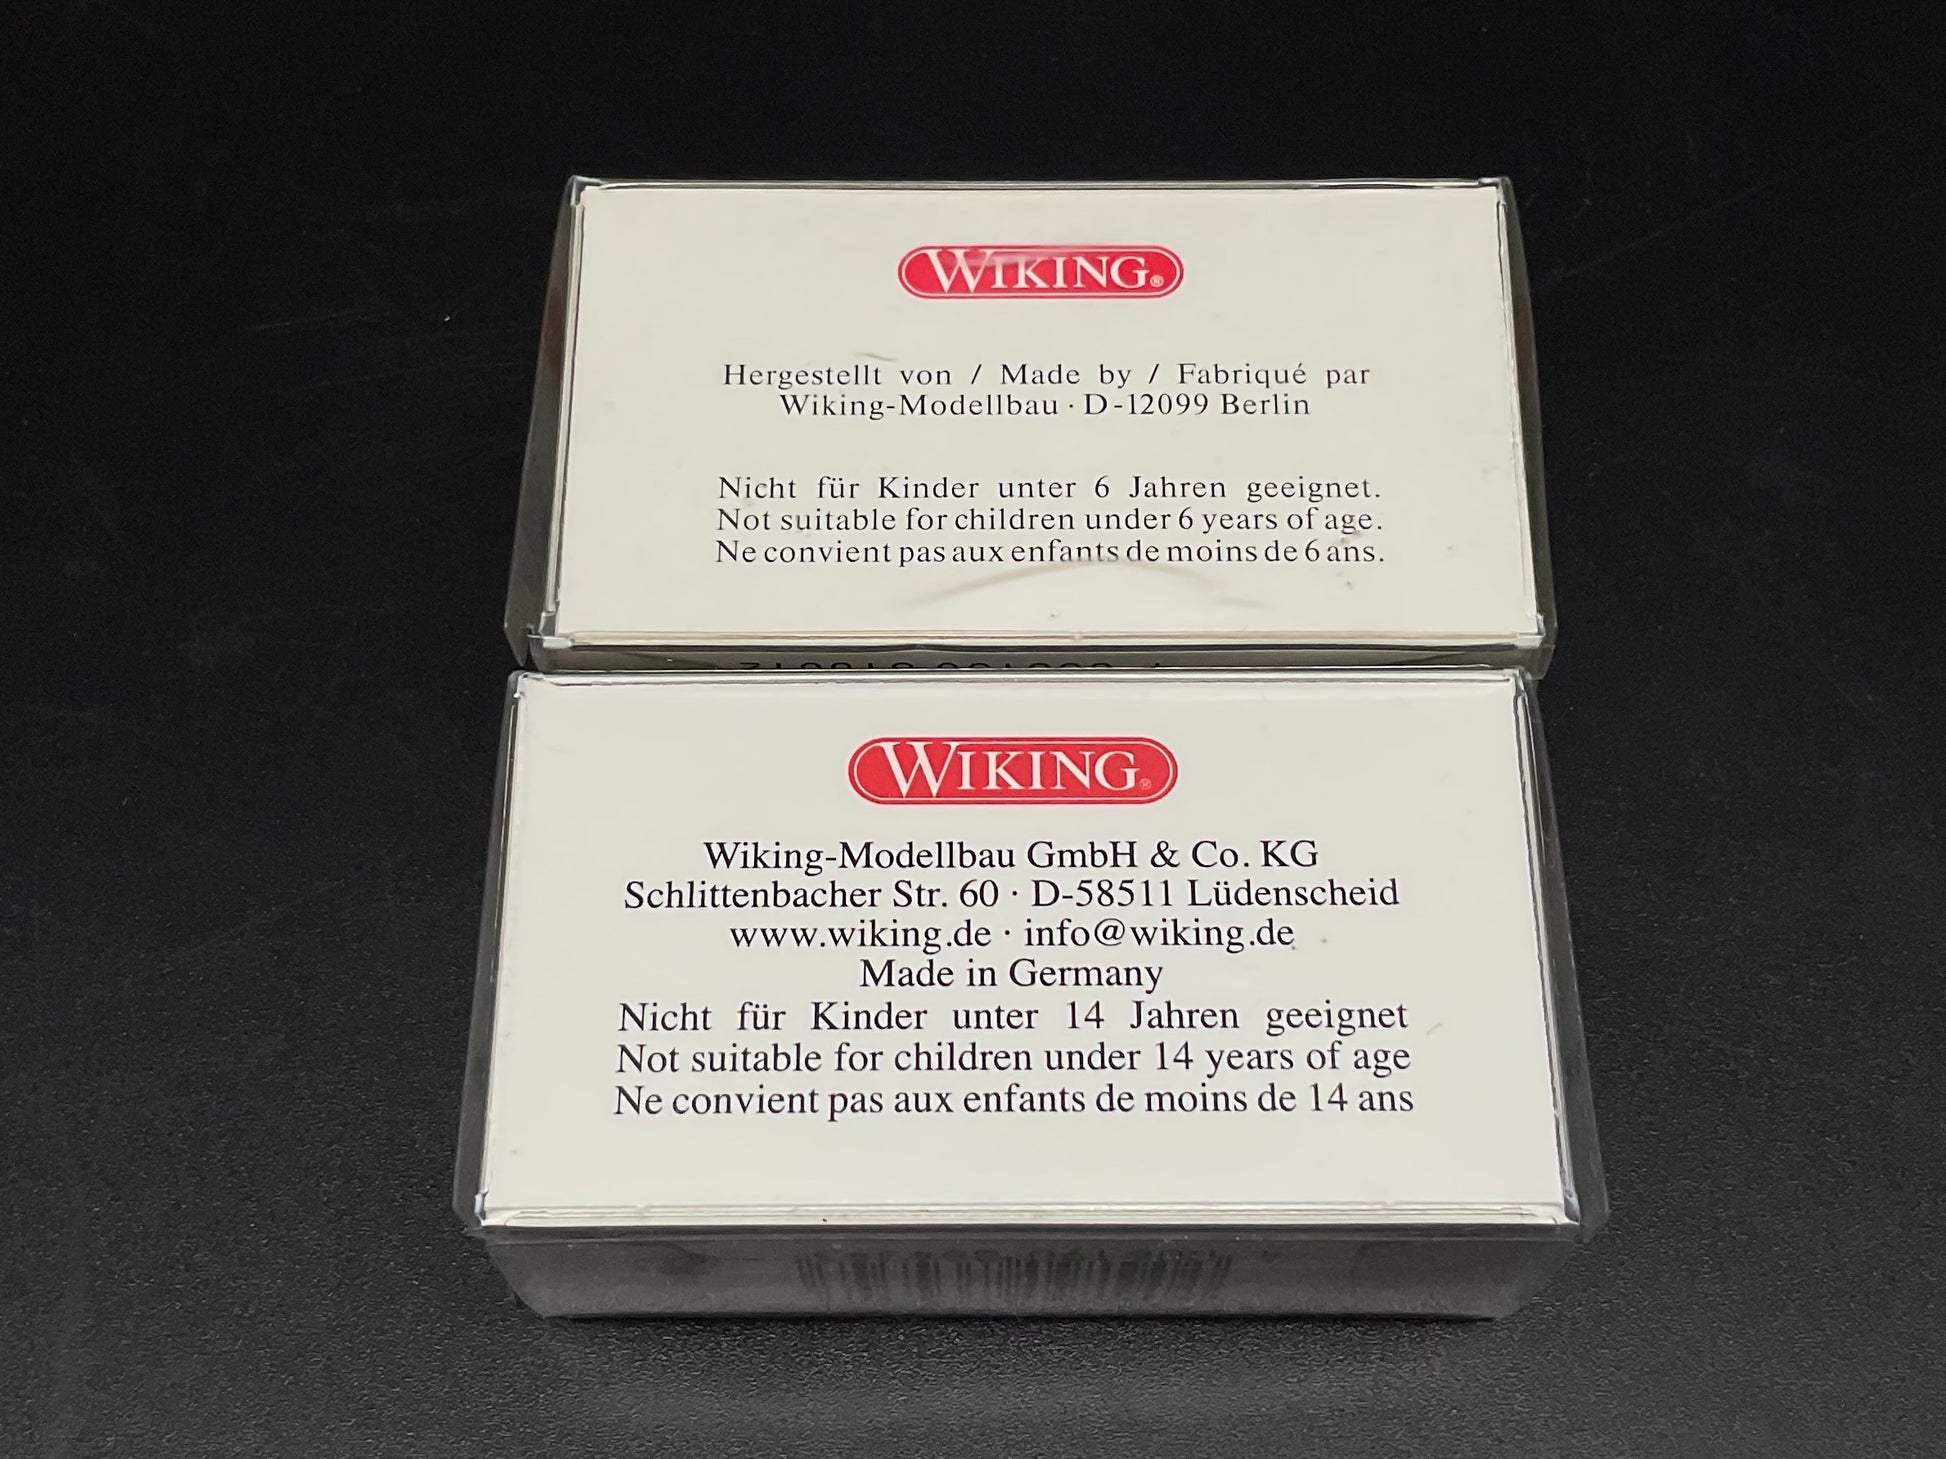 WIKING®
Hergestellt von / Made by / Fabriqué par
Wiking-Modellbau · D-12099 Berlin
Nicht für Kinder unter 6 Jahren geeignet.
Not suitable for children under 6 years of age.
Ne convient pas aux enfants de moins de 6 ans.
WIKING®
Wiking-Modellbau GmbH & Co. KG
Schlittenbacher Str. 60 · D-58511 Lüdenscheid
www.wiking.de · info@wiking.de
Made in Germany
Nicht für Kinder unter 14 Jahren geeignet
Not suitable for children under 14 years of age
Ne convient pas aux enfants de moins de 14 ans